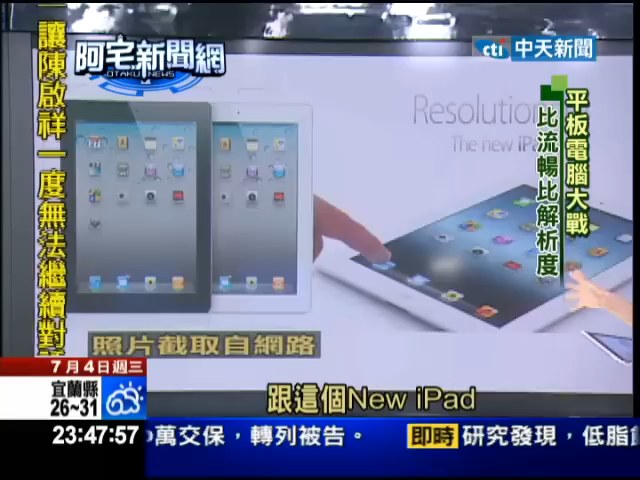 讓陳啟祥一度無法繼續對
阿宅新聞網
OTAKU NEWS
cti 中天新聞
平板電腦大戰
比流暢比解析度
Resolution
The new iPa
照片截取自網路
跟這個New iPad
7月4日週三
宜蘭縣
26~31
23:47:57
萬交保，轉列被告。 即時 研究發現，低脂